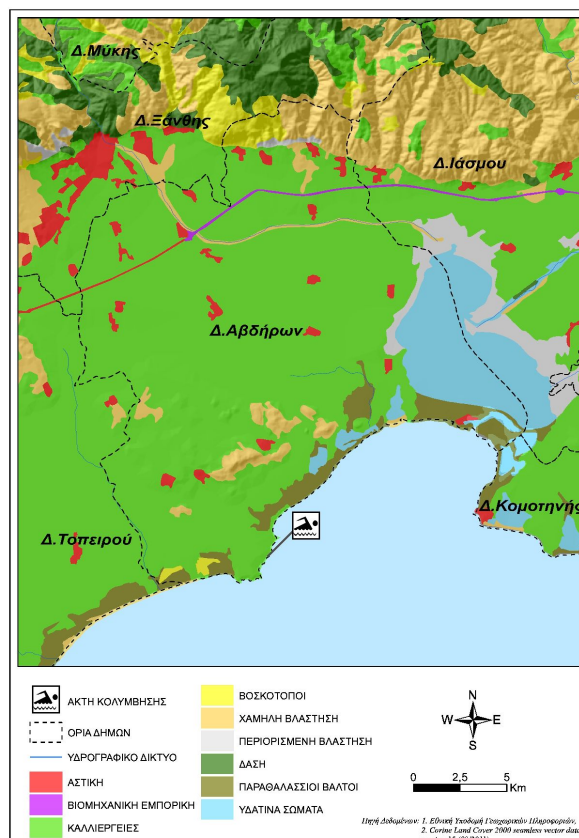 Δ.Μύκης
Δ.Ξάνθης
Δ.Ιάσμου
Δ.Αβδήρων
Δ.Κομοτηνής
Δ.Τοπειρού
ΑΚΤΗ ΚΟΛΥΜΒΗΣΗΣ
ΟΡΙΑ ΔΗΜΩΝ
ΥΔΡΟΓΡΑΦΙΚΟ ΔΙΚΤΥΟ
ΑΣΤΙΚΗ
ΒΙΟΜΗΧΑΝΙΚΗ ΕΜΠΟΡΙΚΗ
ΚΑΛΛΙΕΡΓΕΙΕΣ
ΒΟΣΚΟΤΟΠΟΙ
ΧΑΜΗΛΗ ΒΛΑΣΤΗΣΗ
ΠΕΡΙΟΡΙΣΜΕΝΗ ΒΛΑΣΤΗΣΗ
ΔΑΣΗ
ΠΑΡΑΘΑΛΑΣΣΙΟΙ ΒΑΛΤΟΙ
ΥΔΑΤΙΝΑ ΣΩΜΑΤΑ
N
W E
S
0 2,5 5
Km
Πηγή Δεδομένων: 1. Εθνική Υποδομή Γεωχωρικών Πληροφοριών,
2. Corine Land Cover 2000 seamless vector data